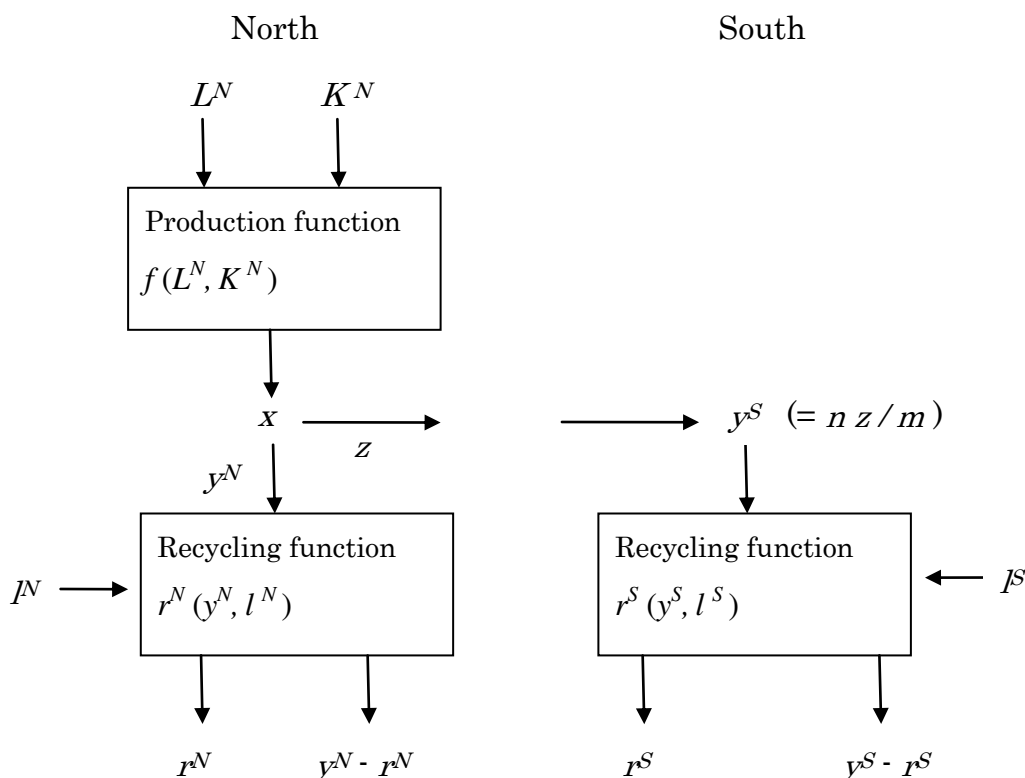 North South
L^N K^N
Production function
f(L^N, K^N)
x z y^S (= n z / m)
y^N
Recycling function Recycling function
l^N r^N(y^N, l^N) r^S(y^S, l^S) l^S
r^N y^N - r^N r^S y^S - r^S